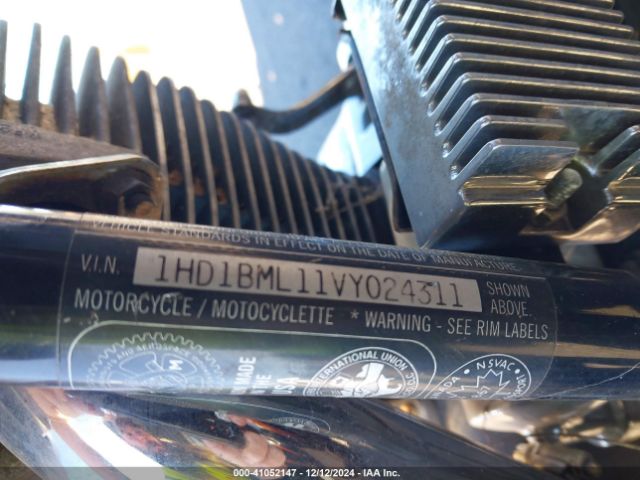 VEHICLE STANDARDS IN EFFECT ON THE DATE OF MANUFACTURE
V.I.N. 1HD1BML11VY024311 SHOWN ABOVE.
MOTORCYCLE / MOTOCYCLETTE * WARNING - SEE RIM LABELS
MADE
INTERNATIONAL UNION,
NSVAC
000-41052147 - 12/12/2024 - IAA Inc.